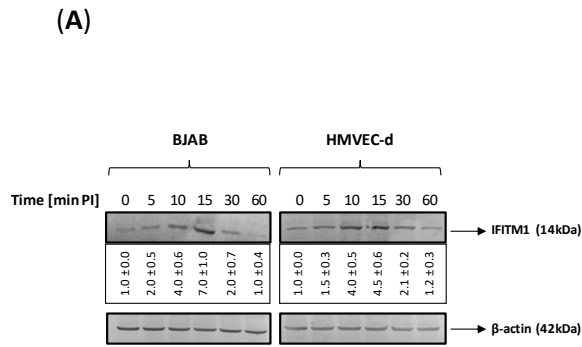 (A)
BJAB HMVEC-d
Time [min PI] 0 5 10 15 30 60 0 5 10 15 30 60
IFITM1 (14kDa)
1.0 ± 0.0 2.0 ± 0.5 4.0 ± 0.6 7.0 ± 1.0 2.0 ± 0.7 1.0 ± 0.4 1.0 ± 0.0 1.5 ± 0.3 4.0 ± 0.5 4.5 ± 0.6 2.1 ± 0.2 1.2 ± 0.3
β-actin (42kDa)